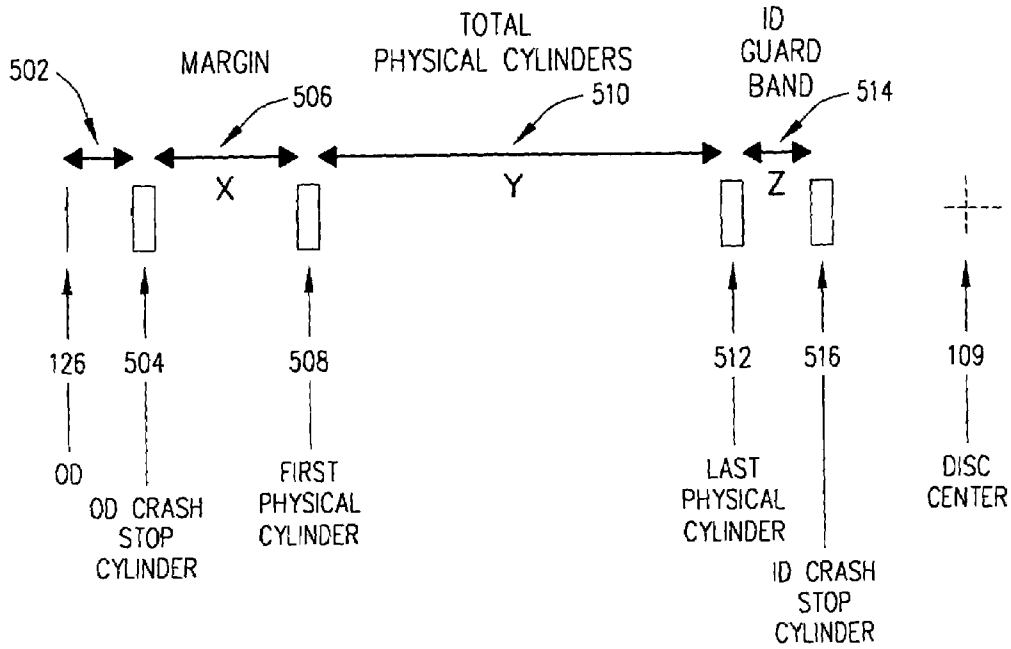 502
MARGIN
506
TOTAL
PHYSICAL CYLINDERS
510
ID
GUARD
BAND
514
X
Y
Z
126
504
508
512
516
109
OD
OD CRASH
STOP
CYLINDER
FIRST
PHYSICAL
CYLINDER
LAST
PHYSICAL
CYLINDER
ID CRASH
STOP
CYLINDER
DISC
CENTER